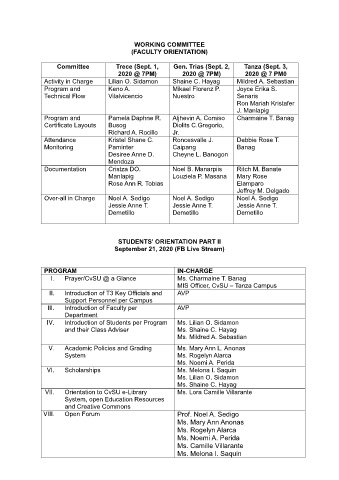 WORKING COMMITTEE
(FACULTY ORIENTATION)
Committee
Trece (Sept. 1, 2020 @ 7PM)
Gen. Trias (Sept. 2, 2020 @ 7PM)
Tanza (Sept. 3, 2020 @ 7 PM0
Activity in Charge
Lilian O. Sidamon
Shaine C. Hayag
Mildred A. Sebastian
Program and Technical Flow
Keno A. Vilalvicencio
Mikael Florenz P. Nuestro
Joyce Erika S. Senaris
Ron Mariah Kristafer J. Manlapig
Program and Certificate Layouts
Pamela Daphne R. Busog
Richard A. Rocillo
Aljhevin A. Comiso
Diolits C.Gregorio, Jr.
Charmaine T. Banag
Attendance Monitoring
Kristel Shane C. Paminter
Desiree Anne D. Mendoza
Roncesvalle J. Caipang
Cheyne L. Banogon
Debbie Rose T. Banag
Documentation
Cristza DO. Manlapig
Rose Ann R. Tobias
Noel B. Manarpiis
Louziela P. Masana
Ritch M. Banate
Mary Rose Elamparo
Jeffrey M. Delgado
Over-all in Charge
Noel A. Sedigo
Jessie Anne T. Demetillo
Noel A. Sedigo
Jessie Anne T. Demetillo
Noel A. Sedigo
Jessie Anne T. Demetillo
STUDENTS' ORIENTATION PART II
September 21, 2020 (FB Live Stream)
PROGRAM
IN-CHARGE
I. Prayer/CvSU @ a Glance
Ms. Charmaine T. Banag
MIS Officer, CvSU – Tanza Campus
II. Introduction of T3 Key Officials and Support Personnel per Campus
AVP
III. Introduction of Faculty per Department
AVP
IV. Introduction of Students per Program and their Class Adviser
Ms. Lilian O. Sidamon
Ms. Shaine C. Hayag
Ms. Mildred A. Sebastian
V. Academic Policies and Grading System
Ms. Mary Ann L. Anonas
Ms. Rogelyn Alarca
Ms. Noemi A. Perida
VI. Scholarships
Ms. Melona I. Saquin
Ms. Lilian O. Sidamon
Ms. Shaine C. Hayag
VII. Orientation to CvSU e-Library System, open Education Resources and Creative Commons
Ms. Lora Camille Villarante
VIII. Open Forum
Prof. Noel A. Sedigo
Ms. Mary Ann Anonas
Ms. Rogelyn Alarca
Ms. Noemi A. Perida
Ms. Camille Villarante
Ms. Melona I. Saquin